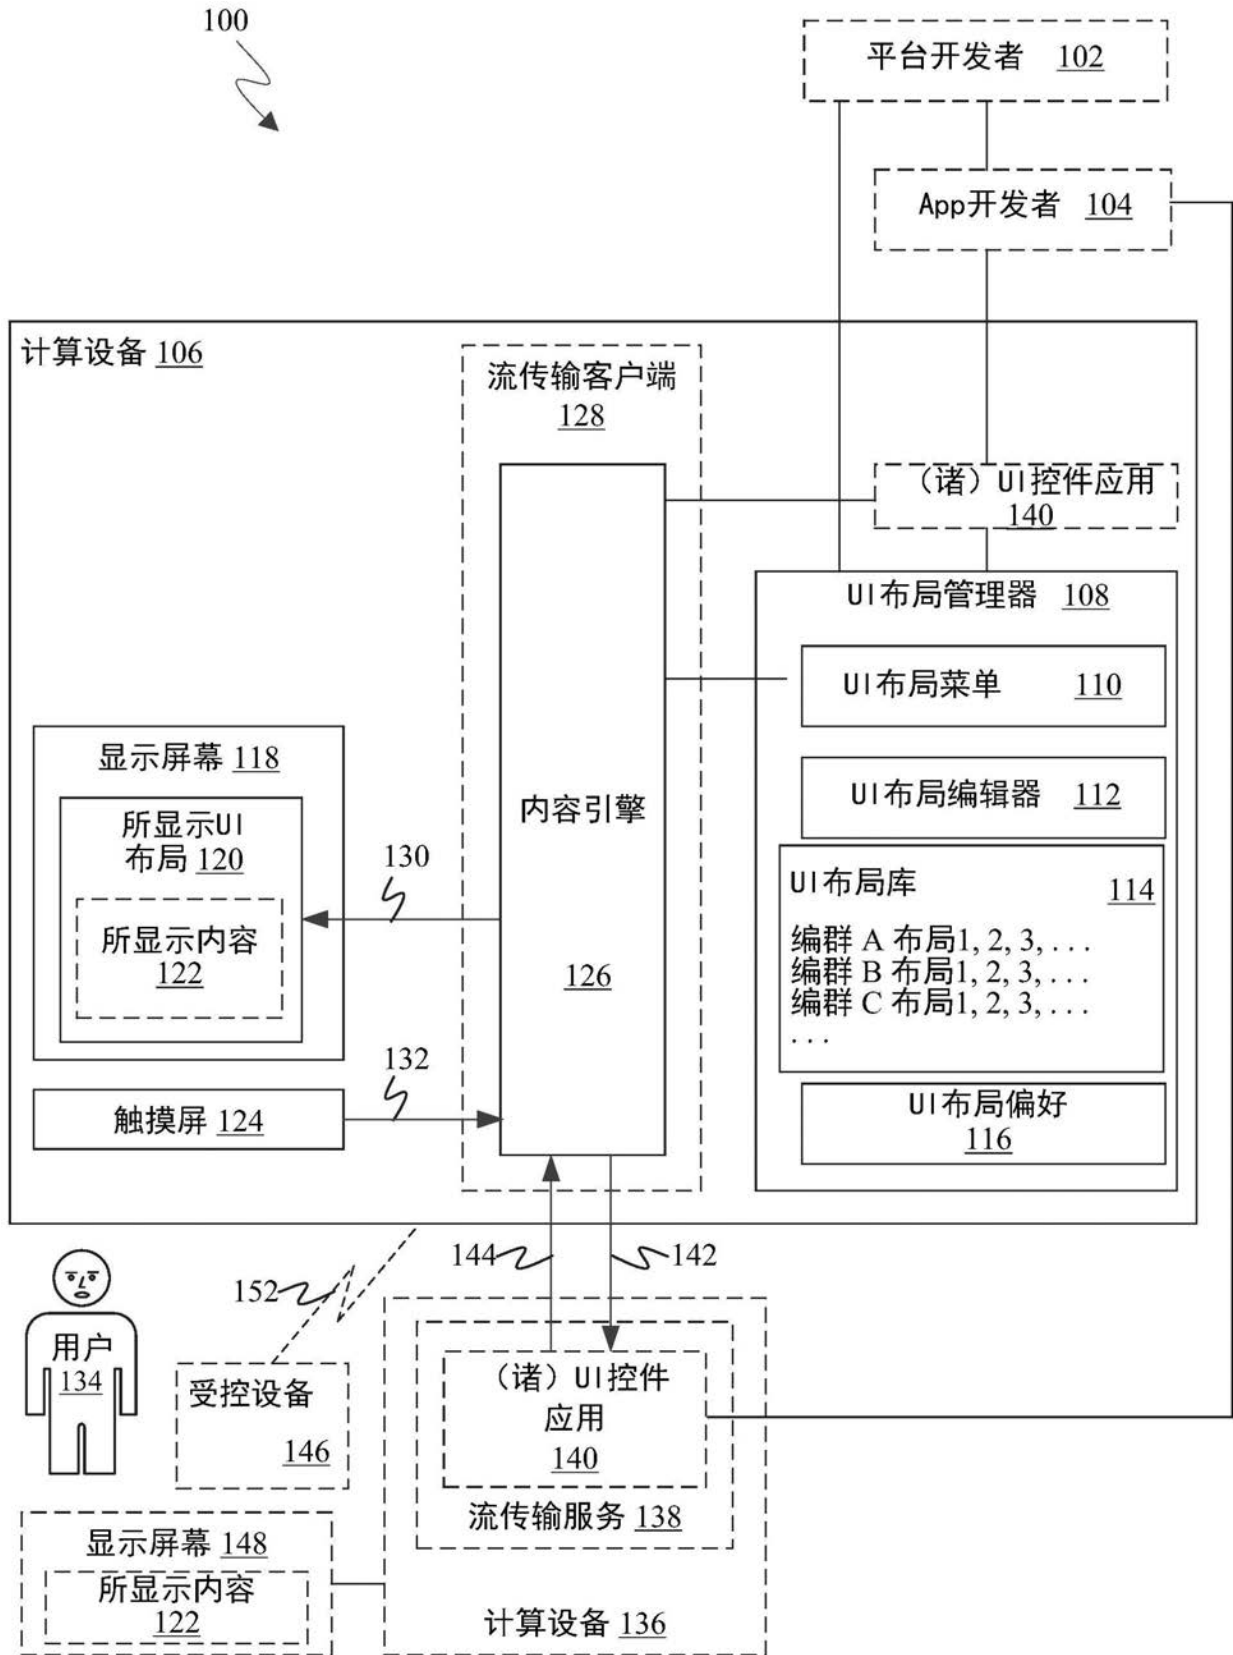 100
平台开发者 102
App开发者 104
计算设备 106
流传输客户端
128
（诸）UI控件应用
140
UI布局管理器 108
UI布局菜单 110
显示屏幕 118
UI布局编辑器 112
内容引擎
所显示UI
布局 120
130
UI布局库 114
所显示内容
122
编群 A 布局1, 2, 3, . . .
编群 B 布局1, 2, 3, . . .
编群 C 布局1, 2, 3, . . .
. . .
126
132
触摸屏 124
UI布局偏好
116
144
142
152
用户
134
受控设备
146
（诸）UI控件
应用
140
流传输服务 138
显示屏幕 148
所显示内容
122
计算设备 136